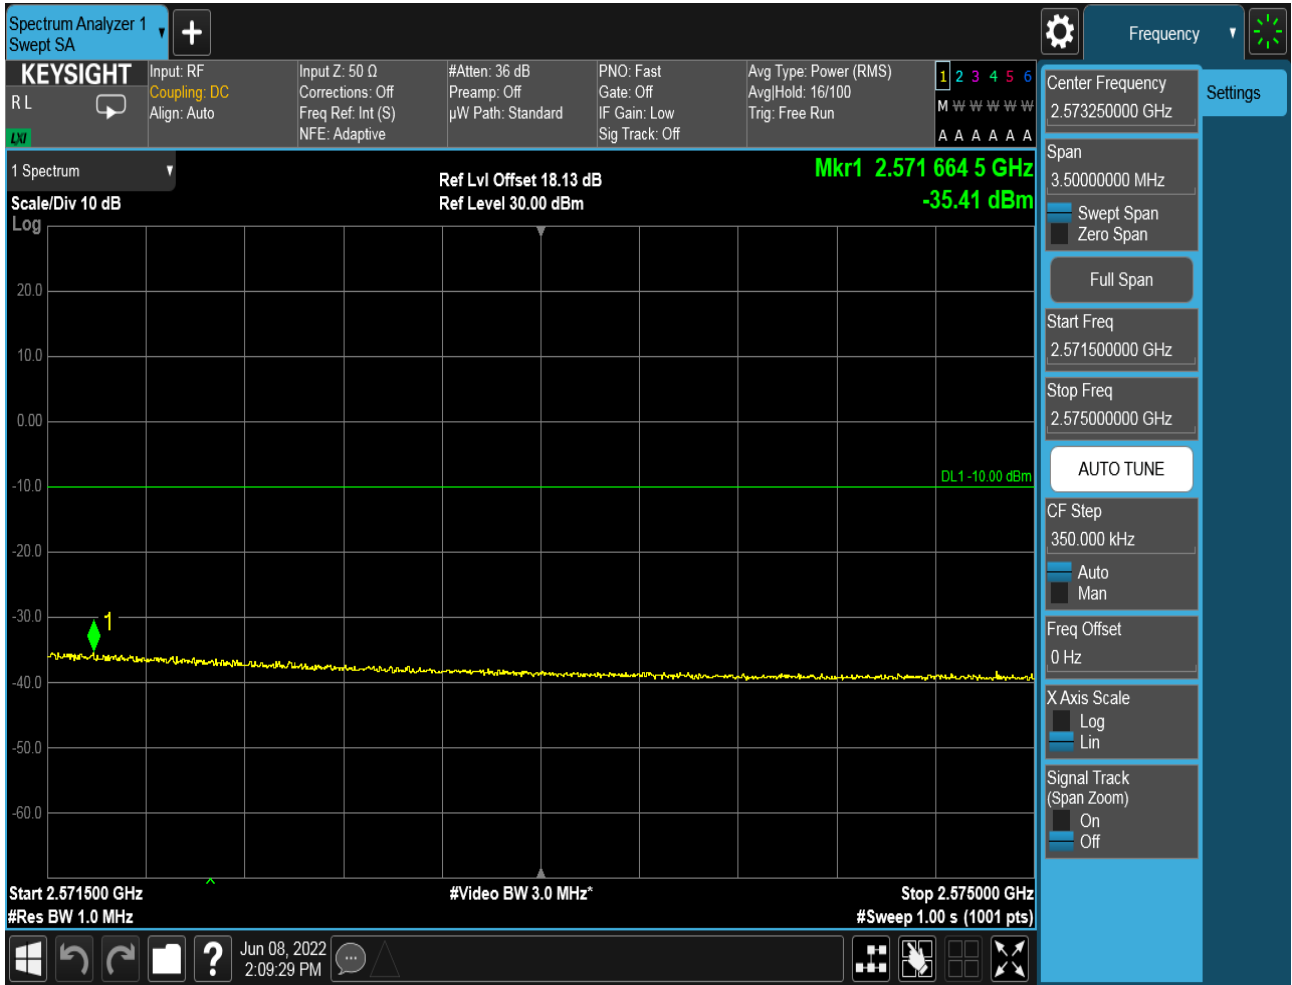 Spectrum Analyzer 1
Swept SA
Frequency
KEYSIGHT
R L
LXI
Input: RF
Coupling: DC
Align: Auto
Input Z: 50 Ω
Corrections: Off
Freq Ref: Int (S)
NFE: Adaptive
#Atten: 36 dB
Preamp: Off
µW Path: Standard
PNO: Fast
Gate: Off
IF Gain: Low
Sig Track: Off
Avg Type: Power (RMS)
Avg|Hold: 16/100
Trig: Free Run
1 2 3 4 5 6
M W W W W W
A A A A A A
1 Spectrum
Scale/Div 10 dB
Log
Ref Lvl Offset 18.13 dB
Ref Level 30.00 dBm
Mkr1 2.571 664 5 GHz
-35.41 dBm
20.0
10.0
0.00
-10.0
-20.0
-30.0
-40.0
-50.0
-60.0
DL1 -10.00 dBm
1
Start 2.571500 GHz
#Res BW 1.0 MHz
#Video BW 3.0 MHz*
Stop 2.575000 GHz
#Sweep 1.00 s (1001 pts)
Jun 08, 2022
2:09:29 PM
Center Frequency
2.573250000 GHz
Span
3.50000000 MHz
Swept Span
Zero Span
Full Span
Start Freq
2.571500000 GHz
Stop Freq
2.575000000 GHz
AUTO TUNE
CF Step
350.000 kHz
Auto
Man
Freq Offset
0 Hz
X Axis Scale
Log
Lin
Signal Track
(Span Zoom)
On
Off
Settings